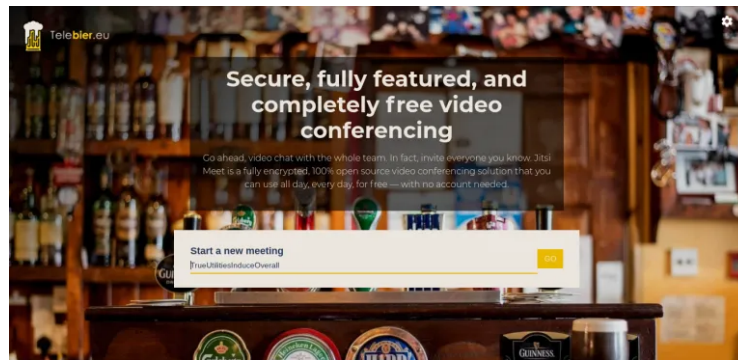 Telebier.eu
Secure, fully featured, and
completely free video
conferencing
Go ahead, video chat with the whole team. In fact, invite everyone you know. Jitsi
Meet is a fully encrypted, 100% open source video conferencing solution that you
can use all day, every day, for free — with no account needed.
Start a new meeting
GO
TrueUtilitiesInduceOverall
GUINNESS